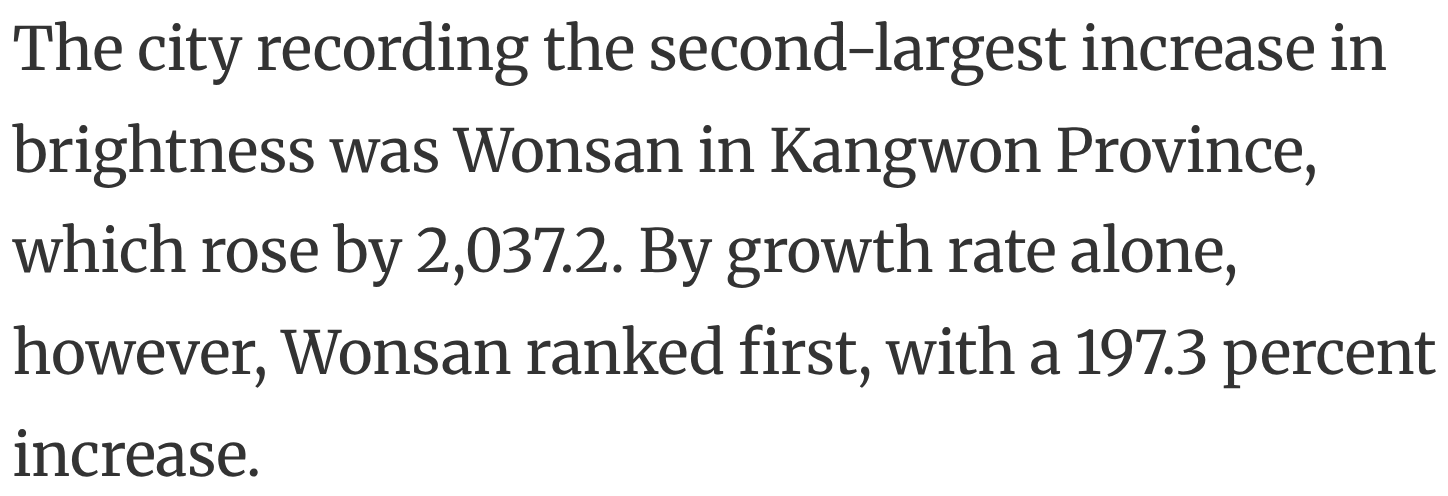 The city recording the second-largest increase in
brightness was Wonsan in Kangwon Province,
which rose by 2,037.2. By growth rate alone,
however, Wonsan ranked first, with a 197.3 percent
increase.